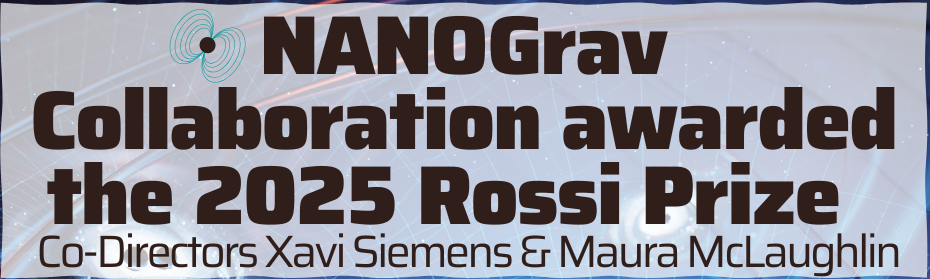 NANOGrav
Collaboration awarded
the 2025 Rossi Prize
Co-Directors Xavi Siemens & Maura McLaughlin